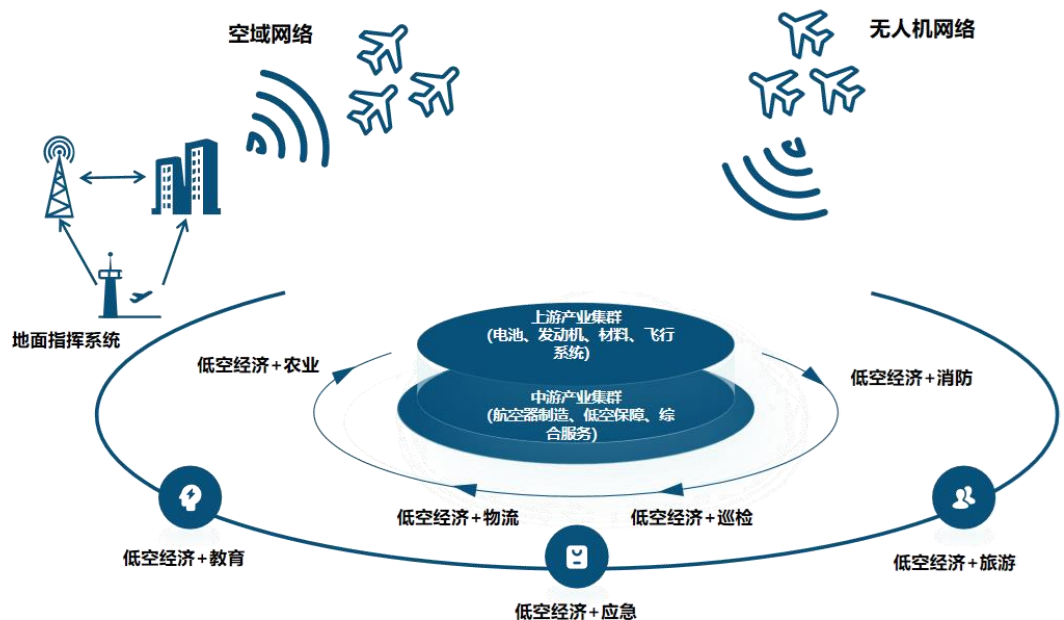 空域网络
无人机网络
地面指挥系统
上游产业集群
(电池、发动机、材料、飞行
系统)
低空经济+农业
低空经济+消防
中游产业集群
(航空器制造、低空保障、综
合服务)
低空经济+物流
低空经济+巡检
低空经济+教育
低空经济+旅游
低空经济+应急